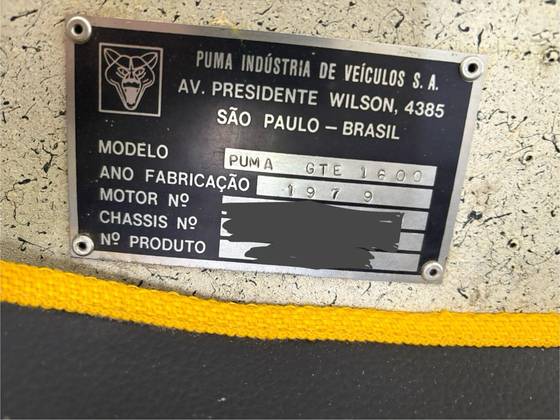 PUMA INDÚSTRIA DE VEÍCULOS S.A.
AV. PRESIDENTE WILSON, 4385
SÃO PAULO – BRASIL
MODELO PUMA GTE 1600
ANO FABRICAÇÃO 1979
MOTOR Nº
CHASSIS Nº
Nº PRODUTO